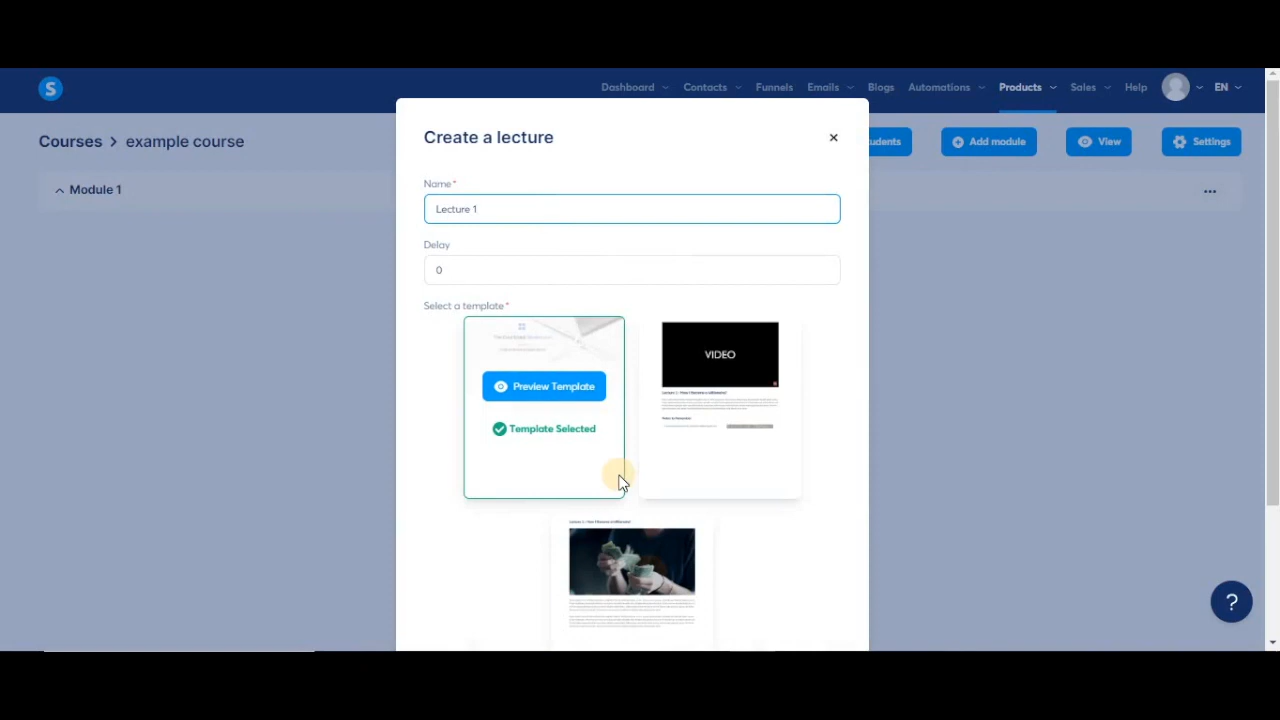 S
Dashboard Contacts Funnels Emails Blogs Automations Products Sales Help EN
Courses > example course
udents Add module View Settings
Module 1
Create a lecture
Name*
Lecture 1
Delay
0
Select a template*
Preview Template
Template Selected
VIDEO
?